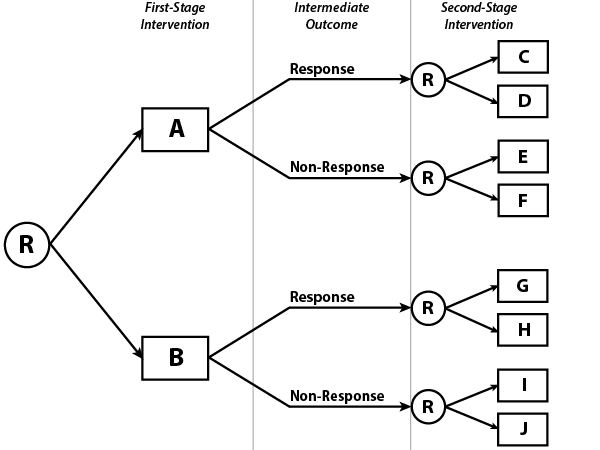 First-Stage
Intervention
Intermediate
Outcome
Second-Stage
Intervention
Response
R
C
D
A
Non-Response
R
E
F
R
Response
R
G
H
B
Non-Response
R
I
J